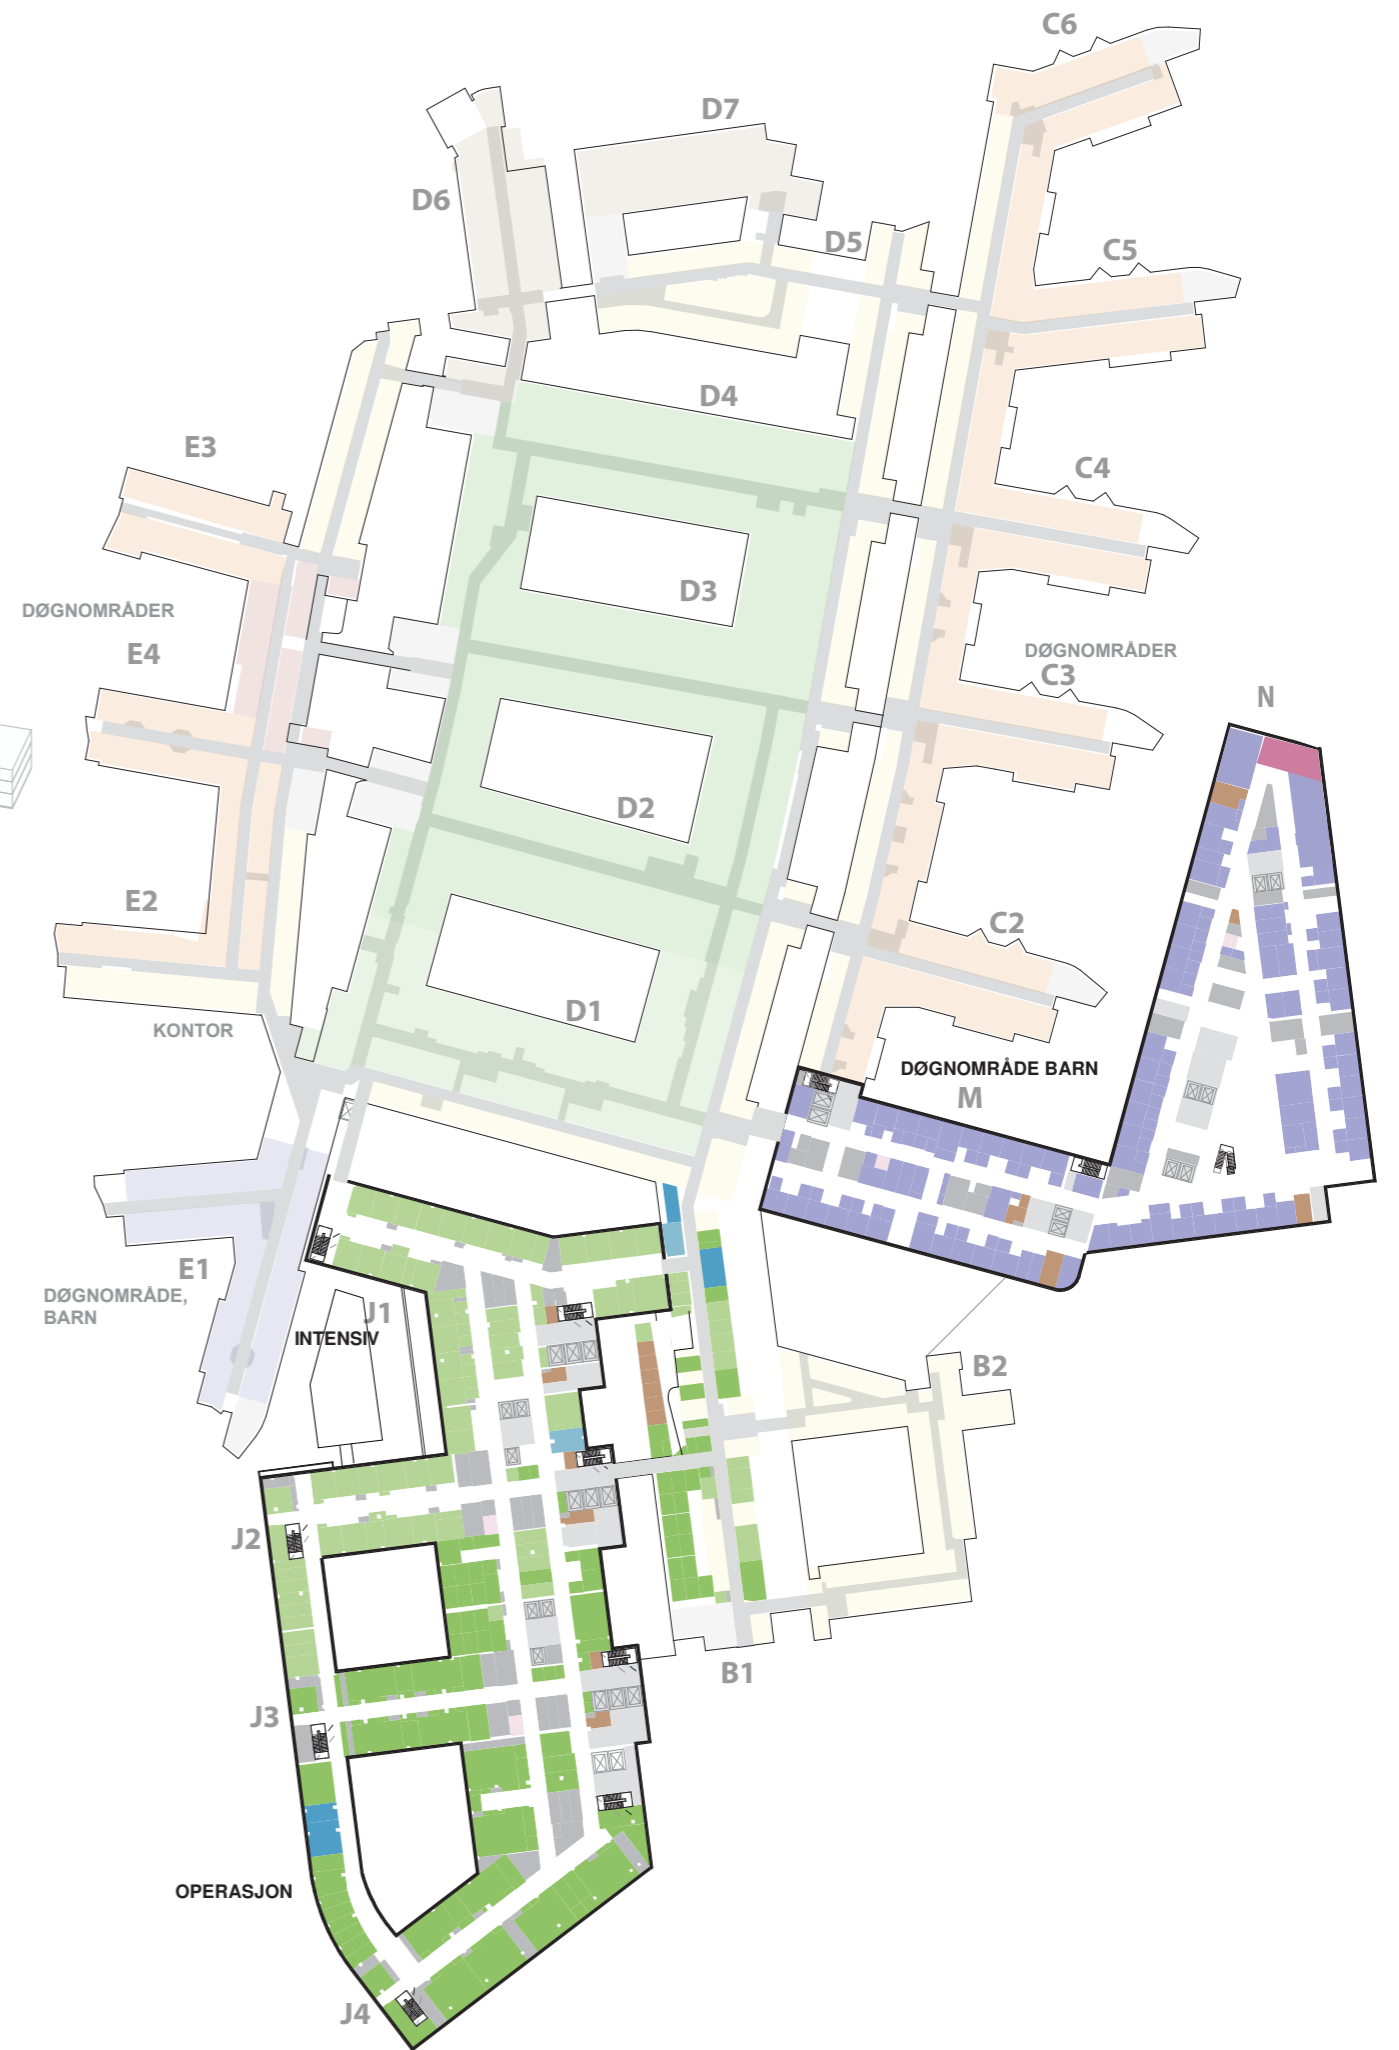 C6
D7
D6
D5
C5
D4
E3
C4
D3
DØGNOMRÅDER
E4
DØGNOMRÅDER
C3
N
D2
E2
C2
D1
KONTOR
DØGNOMRÅDE BARN
M
E1
DØGNOMRÅDE,
BARN
J1
INTENSIV
B2
J2
B1
J3
OPERASJON
J4